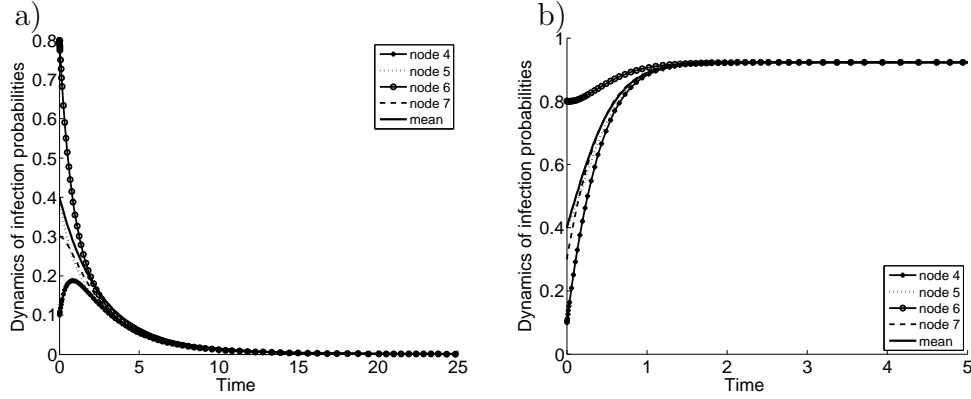 a)
Dynamics of infection probabilities
0.8
0.7
0.6
0.5
0.4
0.3
0.2
0.1
0
0 5 10 15 20 25
Time
node 4
node 5
node 6
node 7
mean
b)
Dynamics of infection probabilities
1
0.8
0.6
0.4
0.2
0
0 1 2 3 4 5
Time
node 4
node 5
node 6
node 7
mean